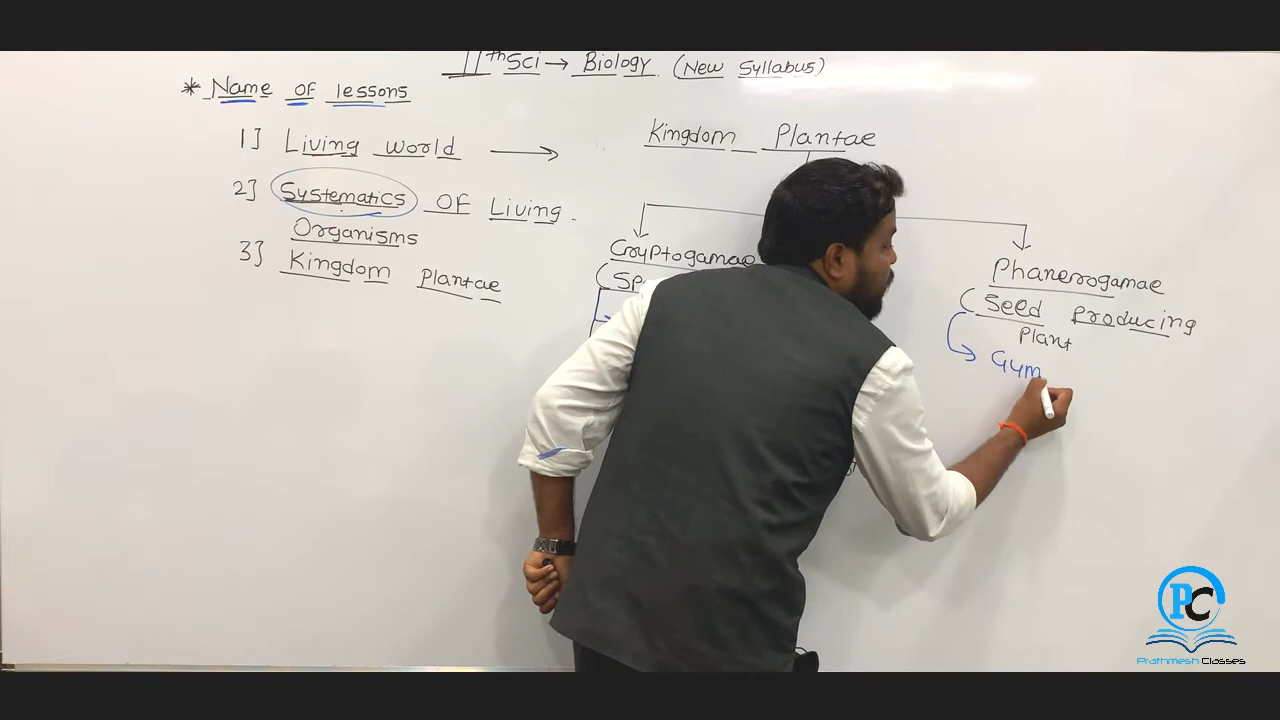 11th Sci → Biology (New Syllabus)
* Name OF lessons
1] Living world →
2] Systematics OF Living
Organisms
3] Kingdom Plantae
Kingdom Plantae
Cryptogamae
Phanerogamae
(Seed Producing
Plant
→ Gym
PC
Prathmesh Classes